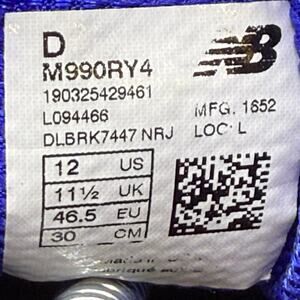 D
M990RY4
190325429461
L094466 MFG. 1652
DLBRK7447 NRJ LOC: L
12 US
11½ UK
46.5 EU
30 CM